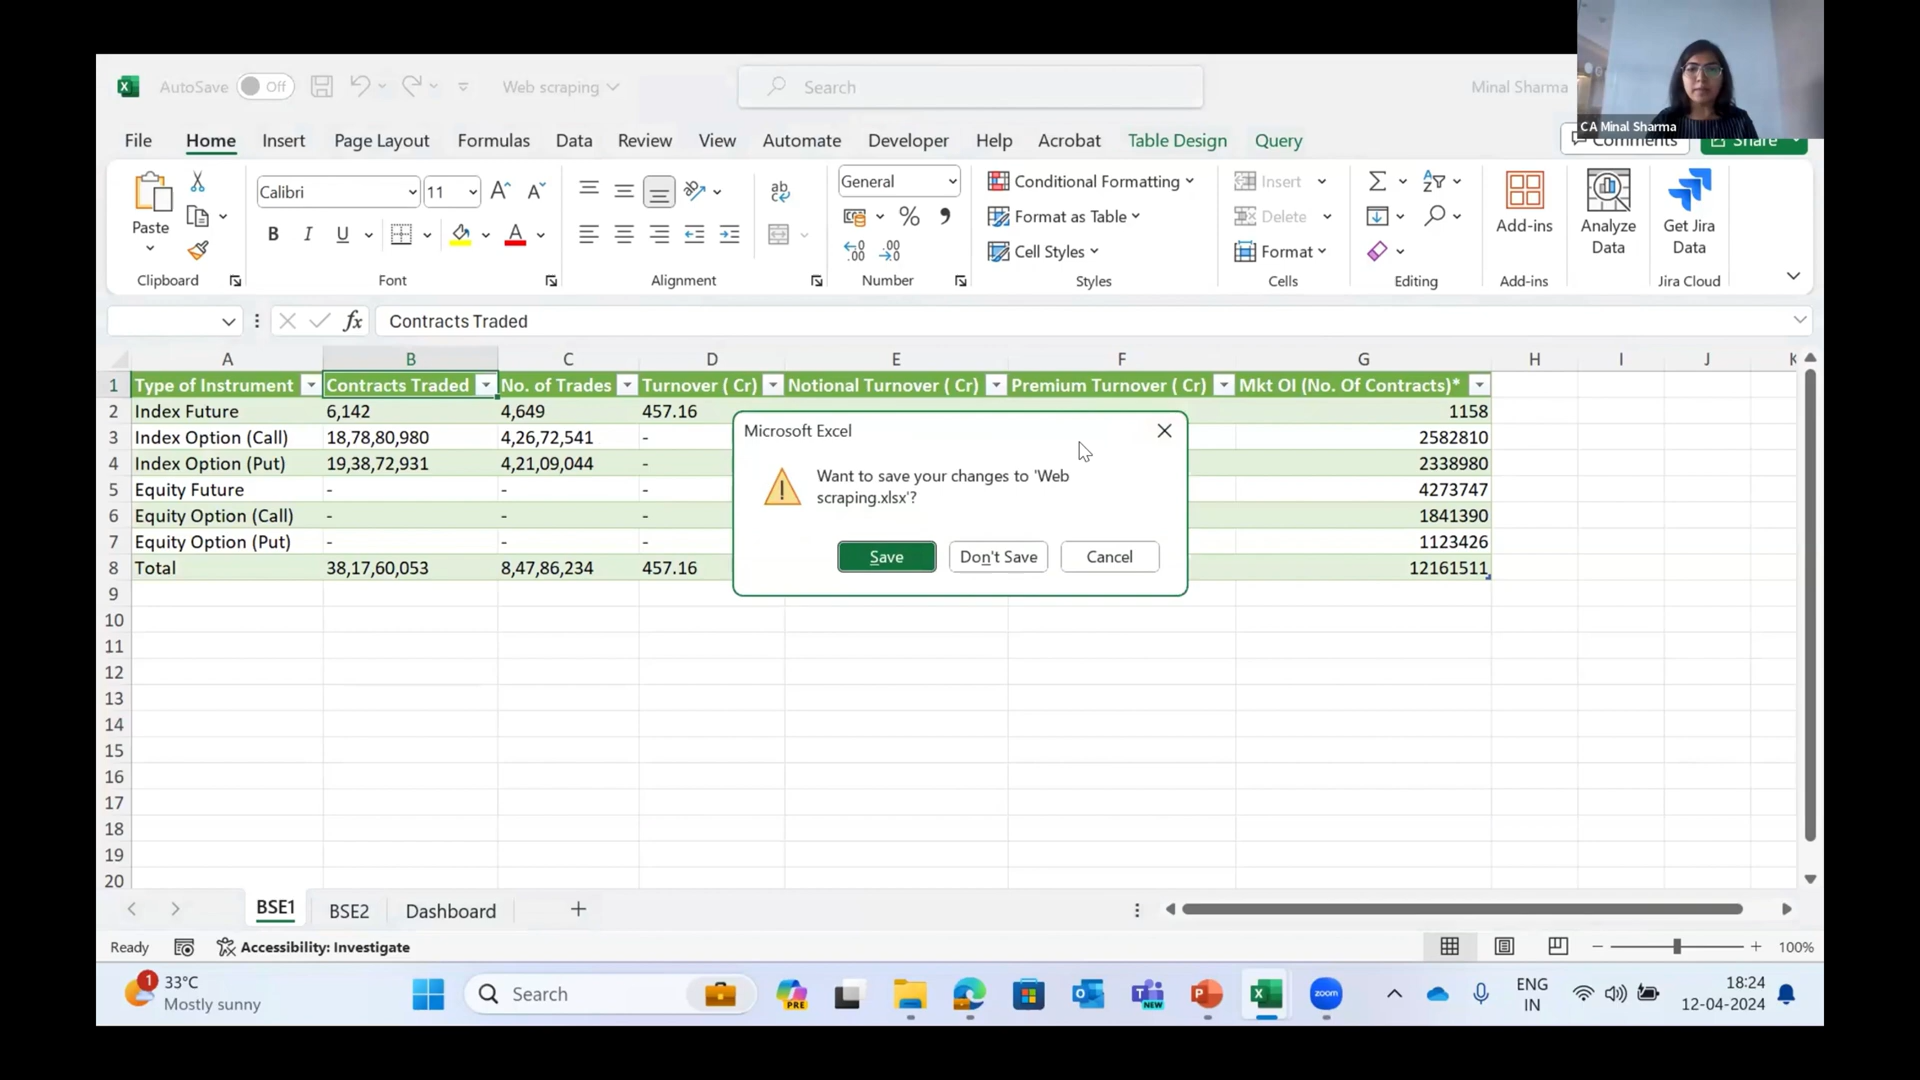 AutoSave Off Web scraping Search Minal Sharma
CA Minal Sharma
File Home Insert Page Layout Formulas Data Review View Automate Developer Help Acrobat Table Design Query Comments Share
Paste Calibri 11 General Conditional Formatting Insert
B I U Format as Table Delete Add-ins Analyze Data Get Jira Data
Cell Styles Format
Clipboard Font Alignment Number Styles Cells Editing Add-ins Jira Cloud
fx Contracts Traded
A B C D E F G H I J K
1 Type of Instrument Contracts Traded No. of Trades Turnover ( Cr) Notional Turnover ( Cr) Premium Turnover ( Cr) Mkt OI (No. Of Contracts)*
2 Index Future 6,142 4,649 457.16 1158
3 Index Option (Call) 18,78,80,980 4,26,72,541 - 2582810
4 Index Option (Put) 19,38,72,931 4,21,09,044 - 2338980
5 Equity Future - - - 4273747
6 Equity Option (Call) - - - 1841390
7 Equity Option (Put) - - - 1123426
8 Total 38,17,60,053 8,47,86,234 457.16 12161511
Microsoft Excel
Want to save your changes to 'Web
scraping.xlsx'?
Save Don't Save Cancel
9
10
11
12
13
14
15
16
17
18
19
20
BSE1 BSE2 Dashboard
Ready Accessibility: Investigate 100%
1 33°C
Mostly sunny
Search
PRE
NEW
zoom
ENG
IN
18:24
12-04-2024